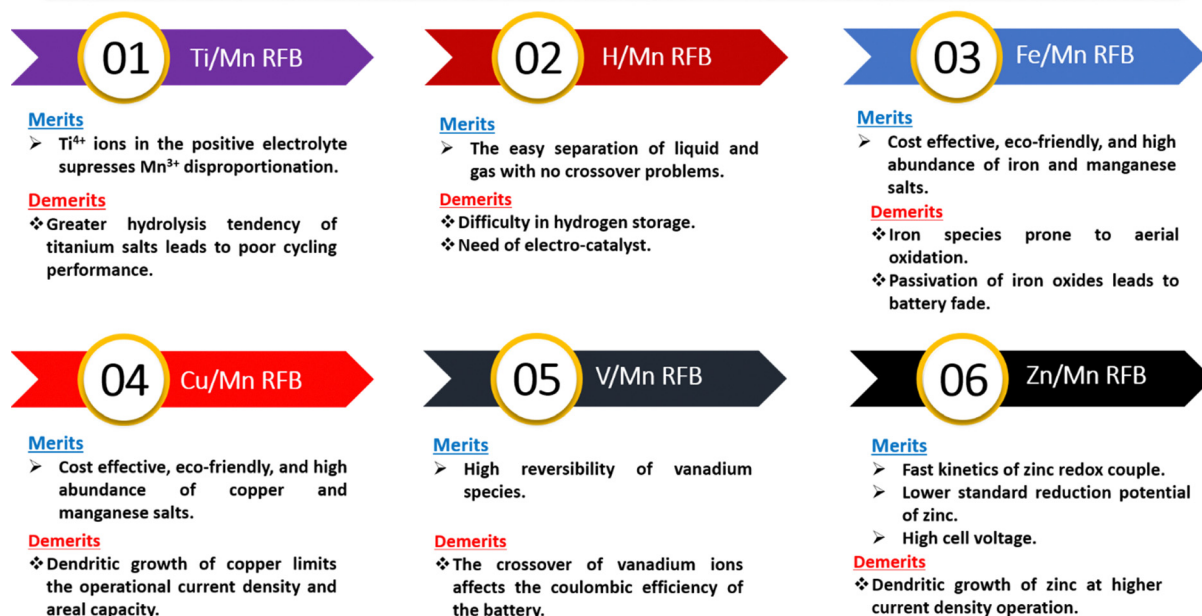 01 Ti/Mn RFB
Merits
➢ Ti⁴⁺ ions in the positive electrolyte
supresses Mn³⁺ disproportionation.
Demerits
❖Greater hydrolysis tendency of
titanium salts leads to poor cycling
performance.
02 H/Mn RFB
Merits
➢ The easy separation of liquid and
gas with no crossover problems.
Demerits
❖Difficulty in hydrogen storage.
❖Need of electro-catalyst.
03 Fe/Mn RFB
Merits
➢ Cost effective, eco-friendly, and high
abundance of iron and manganese
salts.
Demerits
❖Iron species prone to aerial
oxidation.
❖Passivation of iron oxides leads to
battery fade.
04 Cu/Mn RFB
Merits
➢ Cost effective, eco-friendly, and high
abundance of copper and
manganese salts.
Demerits
❖Dendritic growth of copper limits
the operational current density and
areal capacity.
05 V/Mn RFB
Merits
➢ High reversibility of vanadium
species.
Demerits
❖The crossover of vanadium ions
affects the coulombic efficiency of
the battery.
06 Zn/Mn RFB
Merits
➢ Fast kinetics of zinc redox couple.
➢ Lower standard reduction potential
of zinc.
➢ High cell voltage.
Demerits
❖Dendritic growth of zinc at higher
current density operation.